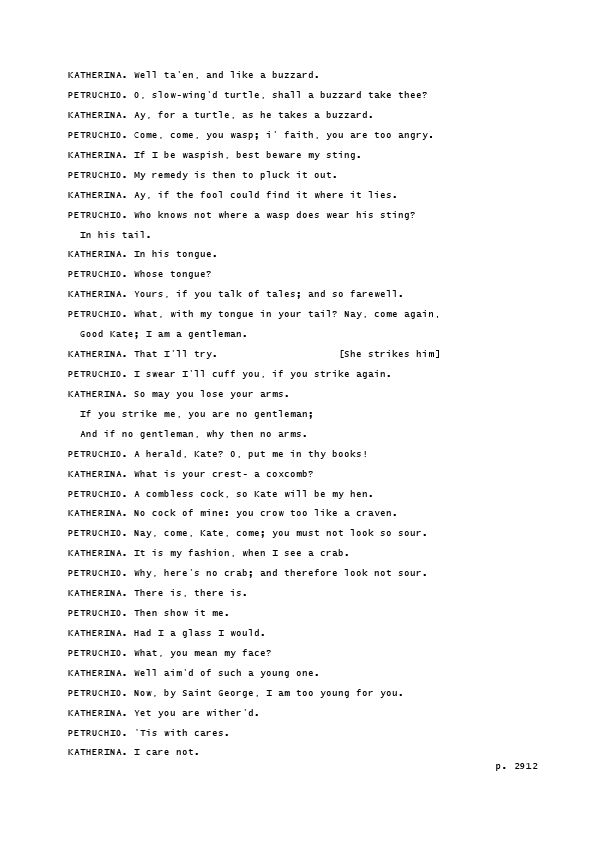 KATHERINA. Well ta'en, and like a buzzard.
PETRUCHIO. O, slow-wing'd turtle, shall a buzzard take thee?
KATHERINA. Ay, for a turtle, as he takes a buzzard.
PETRUCHIO. Come, come, you wasp; i' faith, you are too angry.
KATHERINA. If I be waspish, best beware my sting.
PETRUCHIO. My remedy is then to pluck it out.
KATHERINA. Ay, if the fool could find it where it lies.
PETRUCHIO. Who knows not where a wasp does wear his sting?
In his tail.
KATHERINA. In his tongue.
PETRUCHIO. Whose tongue?
KATHERINA. Yours, if you talk of tales; and so farewell.
PETRUCHIO. What, with my tongue in your tail? Nay, come again,
Good Kate; I am a gentleman.
KATHERINA. That I'll try. [She strikes him]
PETRUCHIO. I swear I'll cuff you, if you strike again.
KATHERINA. So may you lose your arms.
If you strike me, you are no gentleman;
And if no gentleman, why then no arms.
PETRUCHIO. A herald, Kate? O, put me in thy books!
KATHERINA. What is your crest- a coxcomb?
PETRUCHIO. A combless cock, so Kate will be my hen.
KATHERINA. No cock of mine: you crow too like a craven.
PETRUCHIO. Nay, come, Kate, come; you must not look so sour.
KATHERINA. It is my fashion, when I see a crab.
PETRUCHIO. Why, here's no crab; and therefore look not sour.
KATHERINA. There is, there is.
PETRUCHIO. Then show it me.
KATHERINA. Had I a glass I would.
PETRUCHIO. What, you mean my face?
KATHERINA. Well aim'd of such a young one.
PETRUCHIO. Now, by Saint George, I am too young for you.
KATHERINA. Yet you are wither'd.
PETRUCHIO. 'Tis with cares.
KATHERINA. I care not.
p. 2912